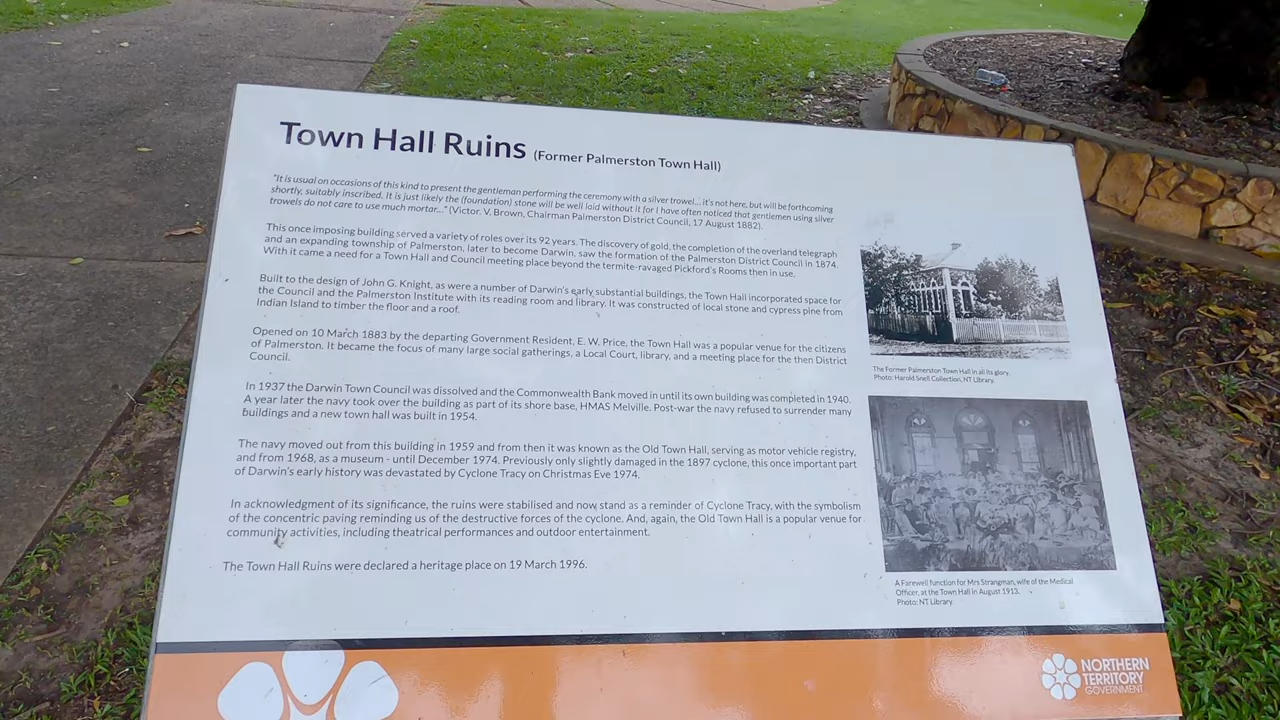 Town Hall Ruins (Former Palmerston Town Hall)
"It is usual on occasions of this kind to present the gentleman performing the ceremony with a silver trowel... it's not here, but will be forthcoming
shortly, suitably inscribed. It is just likely the (foundation) stone will be well laid without it for I have often noticed that gentlemen using silver
trowels do not care to use much mortar..." (Victor. V. Brown, Chairman Palmerston District Council, 17 August 1882).
This once imposing building served a variety of roles over its 92 years. The discovery of gold, the completion of the overland telegraph
and an expanding township of Palmerston, later to become Darwin, saw the formation of the Palmerston District Council in 1874.
With it came a need for a Town Hall and Council meeting place beyond the termite-ravaged Pickford's Rooms then in use.
Built to the design of John G. Knight, as were a number of Darwin's early substantial buildings, the Town Hall incorporated space for
the Council and the Palmerston Institute with its reading room and library. It was constructed of local stone and cypress pine from
Indian Island to timber the floor and a roof.
Opened on 10 March 1883 by the departing Government Resident, E. W. Price, the Town Hall was a popular venue for the citizens
of Palmerston. It became the focus of many large social gatherings, a Local Court, library, and a meeting place for the then District
Council.
In 1937 the Darwin Town Council was dissolved and the Commonwealth Bank moved in until its own building was completed in 1940.
A year later the navy took over the building as part of its shore base, HMAS Melville. Post-war the navy refused to surrender many
buildings and a new town hall was built in 1954.
The navy moved out from this building in 1959 and from then it was known as the Old Town Hall, serving as motor vehicle registry,
and from 1968, as a museum - until December 1974. Previously only slightly damaged in the 1897 cyclone, this once important part
of Darwin's early history was devastated by Cyclone Tracy on Christmas Eve 1974.
In acknowledgment of its significance, the ruins were stabilised and now stand as a reminder of Cyclone Tracy, with the symbolism
of the concentric paving reminding us of the destructive forces of the cyclone. And, again, the Old Town Hall is a popular venue for
community activities, including theatrical performances and outdoor entertainment.
The Town Hall Ruins were declared a heritage place on 19 March 1996.
The Former Palmerston Town Hall in all its glory.
Photo: Harold Snell Collection, NT Library.
A Farewell function for Mrs Strangman, wife of the Medical
Officer, at the Town Hall in August 1913.
Photo: NT Library.
NORTHERN
TERRITORY
GOVERNMENT